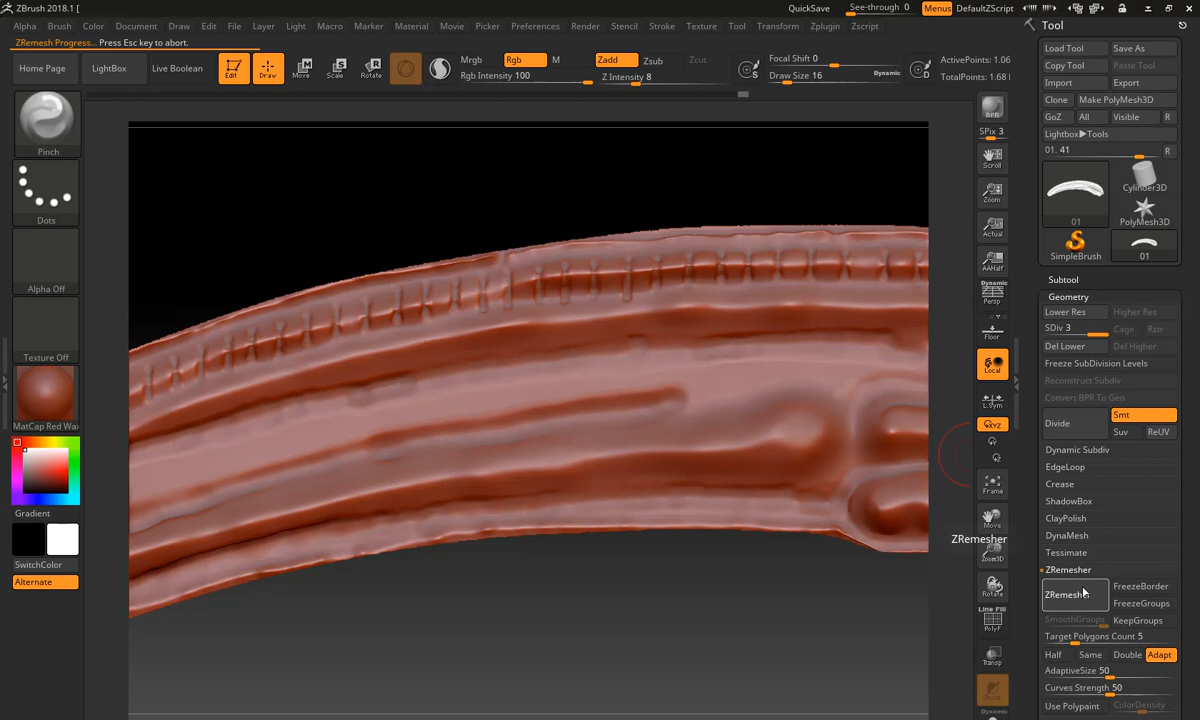 ZBrush 2018.1 [
QuickSave See-through 0 Menus DefaultZScript
Alpha Brush Color Document Draw Edit File Layer Light Macro Marker Material Movie Picker Preferences Render Stencil Stroke Texture Tool Transform Zplugin Zscript
ZRemesh Progress... Press Esc key to abort.
Home Page LightBox Live Boolean Edit Draw Move Scale Rotate
Mrgb Rgb M Zadd Zsub Zcut
Rgb Intensity 100 Z Intensity 8
Focal Shift 0
Draw Size 16 Dynamic
ActivePoints: 1.06
TotalPoints: 1.68
Pinch
Dots
Alpha Off
Texture Off
MatCap Red Wax
Gradient
SwitchColor
Alternate
BPR
SPix 3
Scroll
Zoom
Actual
AAHalf
Dynamic
Persp
Floor
Local
L.Sym
XYZ
Frame
Move
ZRemesher
Zoom3D
Rotate
Line Fill
PolyF
Transp
Ghost
Dynamic
Tool
Load Tool Save As
Copy Tool Paste Tool
Import Export
Clone Make PolyMesh3D
GoZ All Visible R
Lightbox▶Tools
01. 41 R
01 Cylinder3D
PolyMesh3D
SimpleBrush 01
Subtool
Geometry
Lower Res Higher Res
SDiv 3 Cage Rstr
Del Lower Del Higher
Freeze SubDivision Levels
Reconstruct Subdiv
Convert BPR To Geo
Divide Smt
Suv ReUV
Dynamic Subdiv
EdgeLoop
Crease
ShadowBox
ClayPolish
DynaMesh
Tessimate
ZRemesher
ZRemesher FreezeBorder
FreezeGroups
SmoothGroups KeepGroups
Target Polygons Count 5
Half Same Double Adapt
AdaptiveSize 50
Curves Strength 50
Use Polypaint ColorDensity